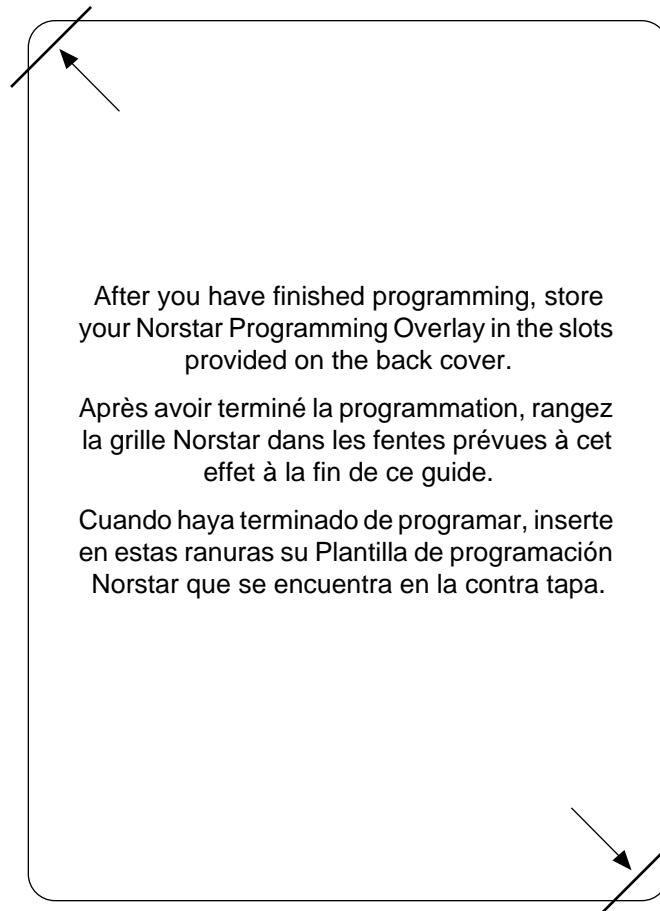 After you have finished programming, store
your Norstar Programming Overlay in the slots
provided on the back cover.
Après avoir terminé la programmation, rangez
la grille Norstar dans les fentes prévues à cet
effet à la fin de ce guide.
Cuando haya terminado de programar, inserte
en estas ranuras su Plantilla de programación
Norstar que se encuentra en la contra tapa.